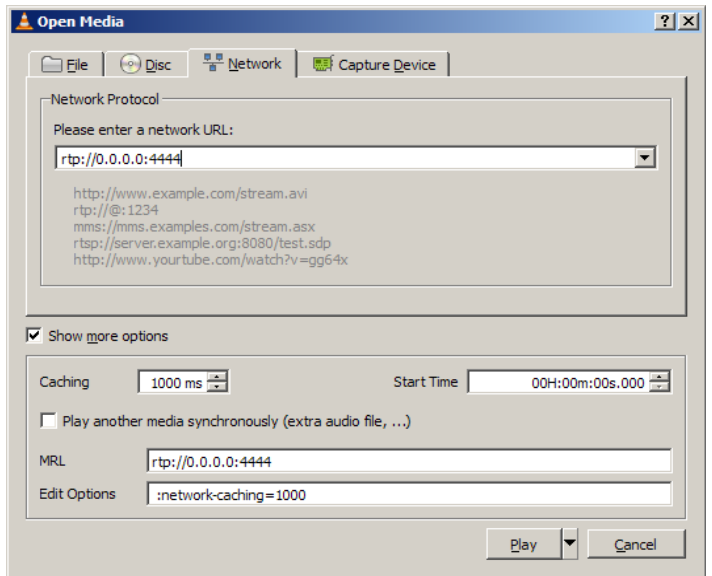 Open Media
File Disc Network Capture Device
Network Protocol
Please enter a network URL:
rtp://0.0.0.0:4444
http://www.example.com/stream.avi
rtp://@:1234
mms://mms.examples.com/stream.asx
rtsp://server.example.org:8080/test.sdp
http://www.yourtube.com/watch?v=gg64x
Show more options
Caching 1000 ms Start Time 00H:00m:00s.000
Play another media synchronously (extra audio file, ...)
MRL rtp://0.0.0.0:4444
Edit Options :network-caching=1000
Play Cancel